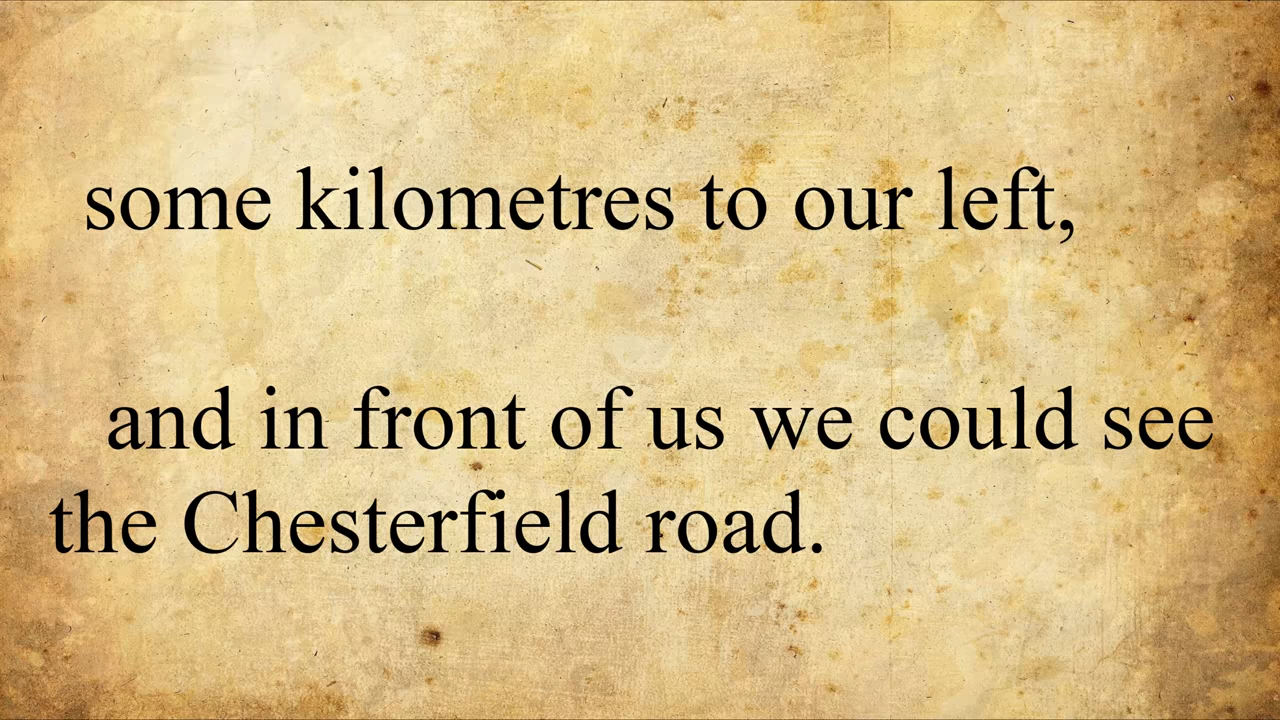 some kilometres to our left,
and in front of us we could see
the Chesterfield road.